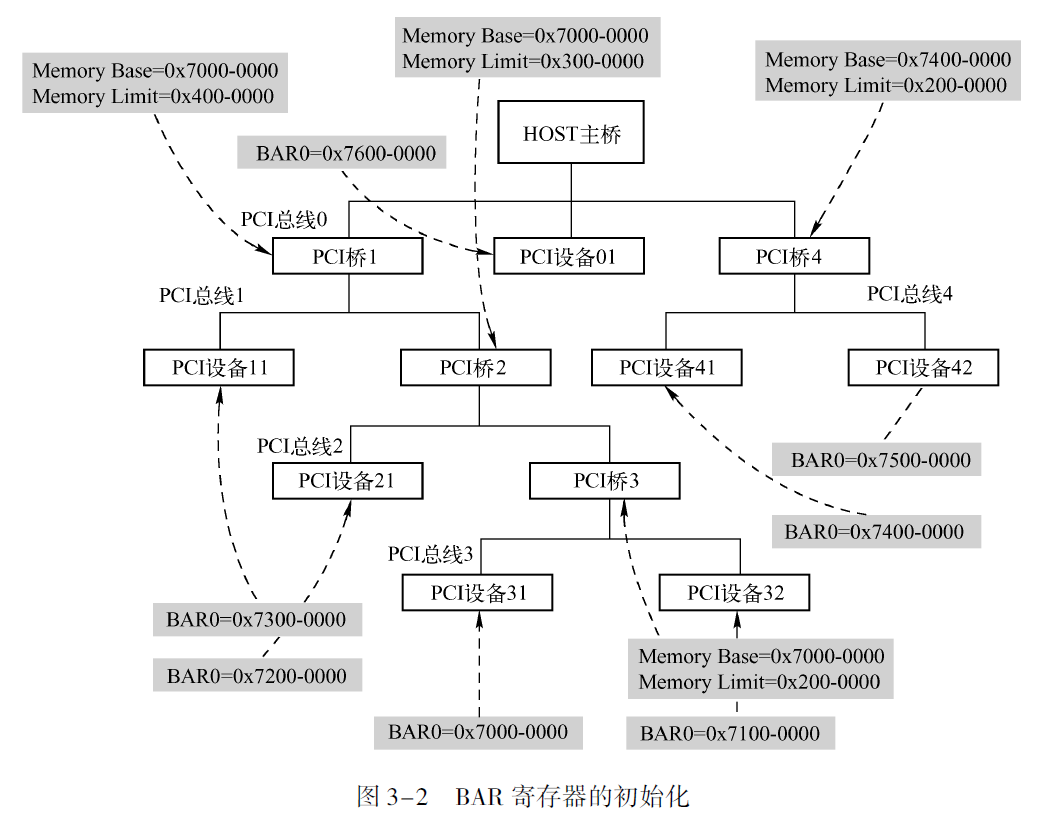 Memory Base=0x7000-0000
Memory Limit=0x400-0000
Memory Base=0x7000-0000
Memory Limit=0x300-0000
Memory Base=0x7400-0000
Memory Limit=0x200-0000
HOST主桥
BAR0=0x7600-0000
PCI总线0
PCI桥1
PCI设备01
PCI桥4
PCI总线1
PCI总线4
PCI设备11
PCI桥2
PCI设备41
PCI设备42
PCI总线2
BAR0=0x7500-0000
PCI设备21
PCI桥3
BAR0=0x7400-0000
PCI总线3
PCI设备31
PCI设备32
BAR0=0x7300-0000
BAR0=0x7200-0000
Memory Base=0x7000-0000
Memory Limit=0x200-0000
BAR0=0x7000-0000
BAR0=0x7100-0000
图 3-2 BAR 寄存器的初始化